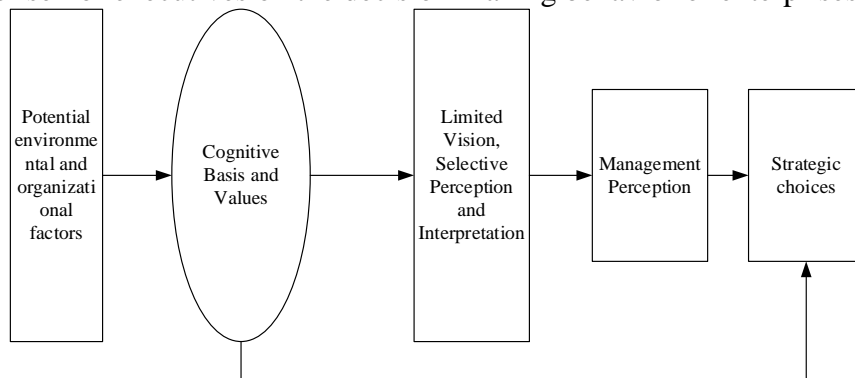 Potential
environme
ntal and
organizati
onal
factors
Cognitive
Basis and
Values
Limited
Vision,
Selective
Perception
and
Interpretation
Management
Perception
Strategic
choices